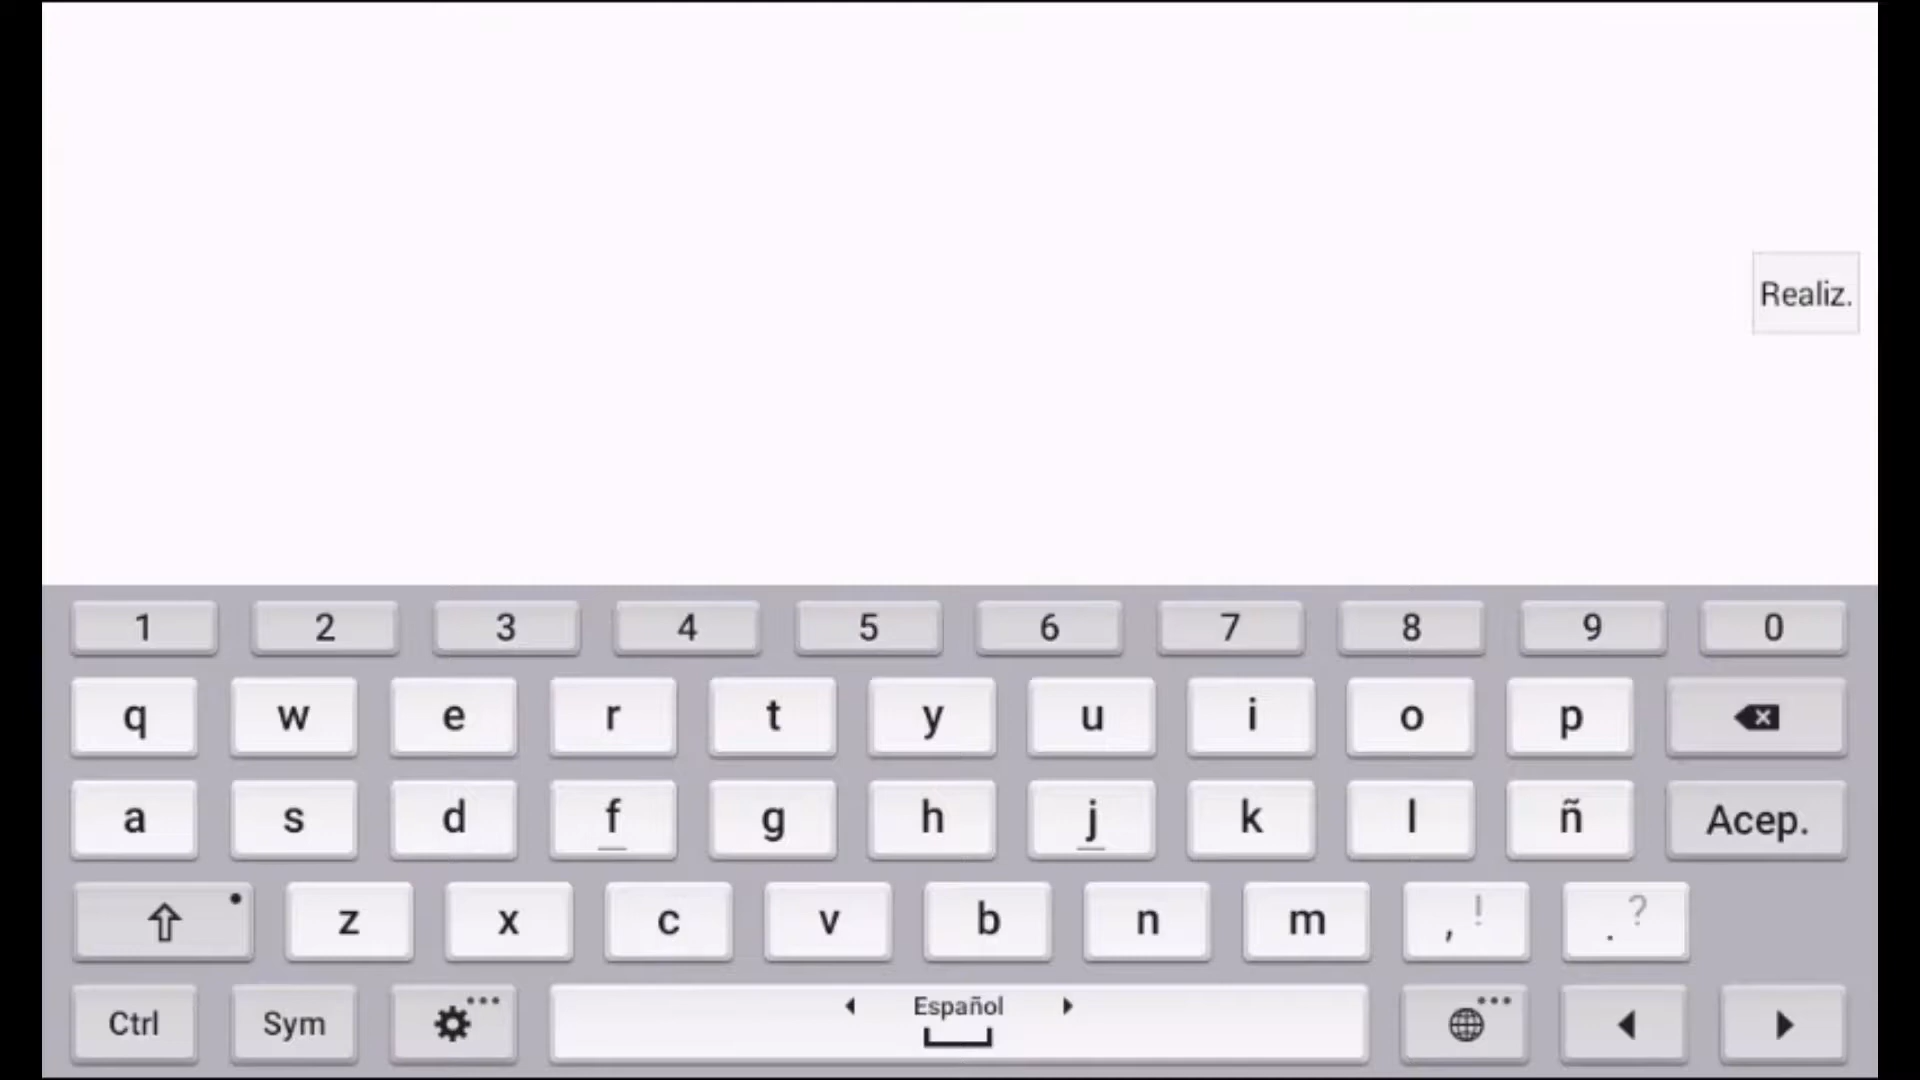 Realiz.
1 2 3 4 5 6 7 8 9 0
q w e r t y u i o p
a s d f g h j k l ñ Acep.
z x c v b n m , ! . ?
Ctrl Sym Español